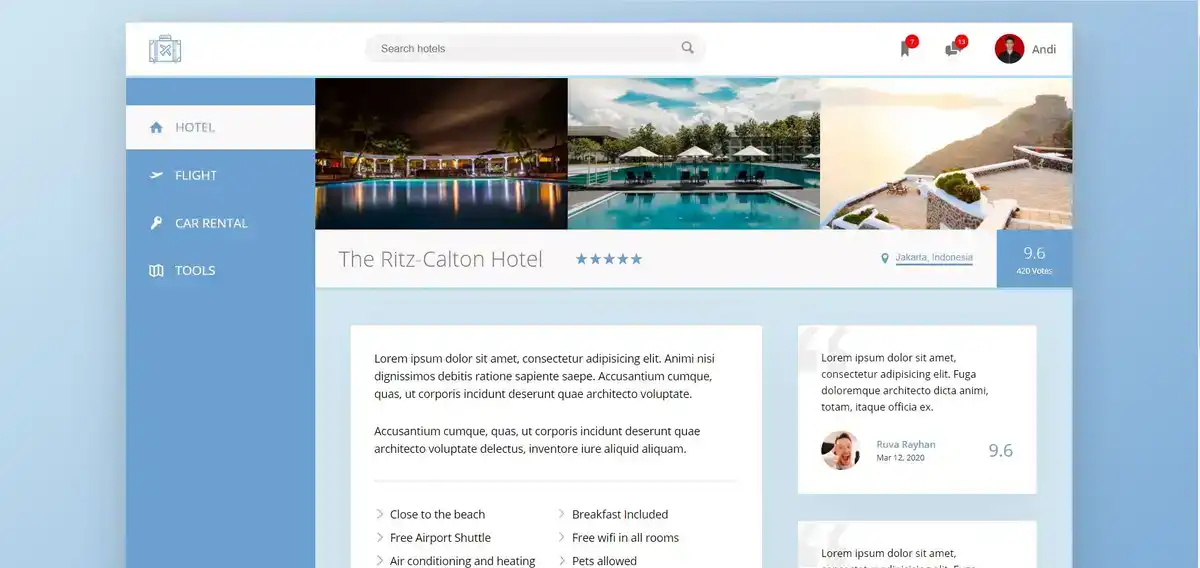 Search hotels
7
13
Andi
HOTEL
FLIGHT
CAR RENTAL
TOOLS
The Ritz-Calton Hotel
Jakarta, Indonesia
9.6
420 Votes
Lorem ipsum dolor sit amet, consectetur adipisicing elit. Animi nisi
dignissimos debitis ratione sapiente saepe. Accusantium cumque,
quas, ut corporis incidunt deserunt quae architecto voluptate.
Accusantium cumque, quas, ut corporis incidunt deserunt quae
architecto voluptate delectus, inventore iure aliquid aliquam.
Close to the beach
Breakfast Included
Free Airport Shuttle
Free wifi in all rooms
Air conditioning and heating
Pets allowed
Lorem ipsum dolor sit amet,
consectetur adipisicing elit. Fuga
doloremque architecto dicta animi,
totam, itaque officia ex.
Ruva Rayhan
Mar 12, 2020
9.6
Lorem ipsum dolor sit amet,